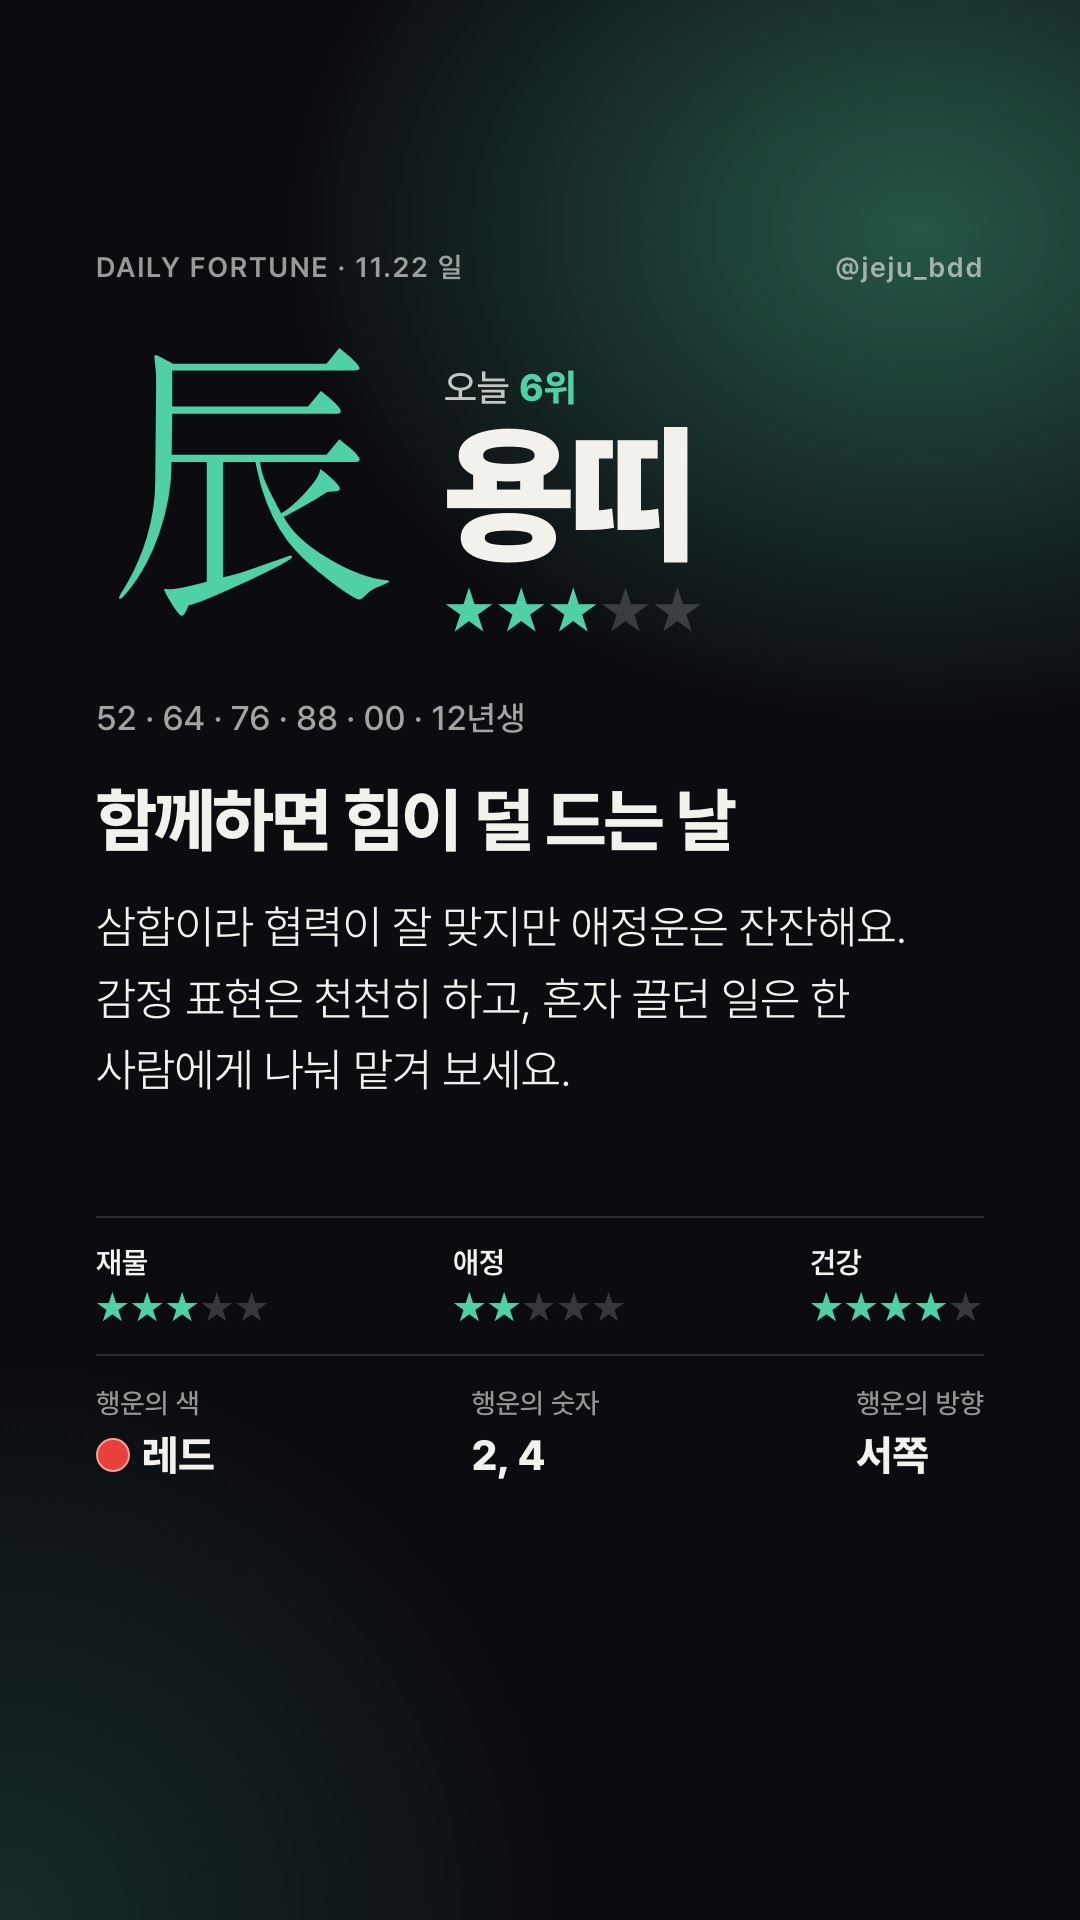 DAILY FORTUNE · 11.22 일
@jeju_bdd
辰
오늘 6위
용띠
★★★★★
52 · 64 · 76 · 88 · 00 · 12년생
함께하면 힘이 덜 드는 날
삼합이라 협력이 잘 맞지만 애정운은 잔잔해요.
감정 표현은 천천히 하고, 혼자 끌던 일은 한
사람에게 나눠 맡겨 보세요.
재물 애정 건강
★★★★★ ★★★★★ ★★★★★
행운의 색 행운의 숫자 행운의 방향
레드 2, 4 서쪽